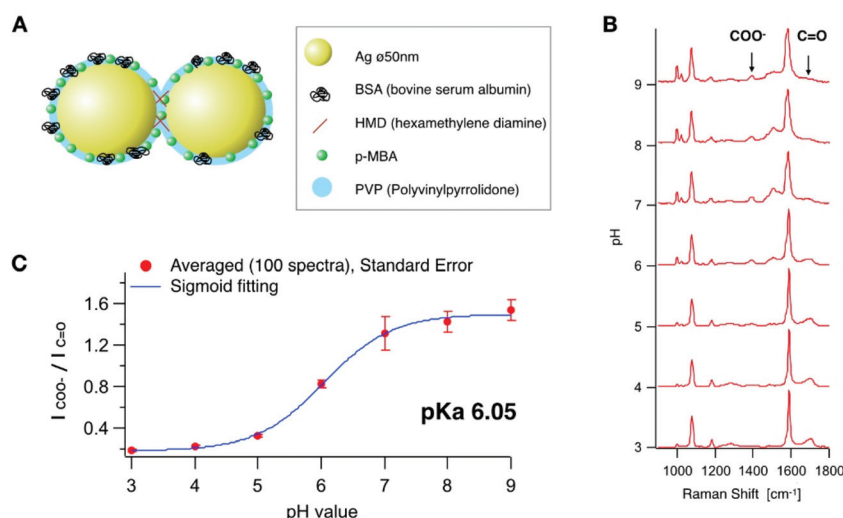 A
Ag ø50nm
BSA (bovine serum albumin)
HMD (hexamethylene diamine)
p-MBA
PVP (Polyvinylpyrrolidone)
B
COO-
C=O
9
8
7
6
5
4
3
pH
1000 1200 1400 1600 1800
Raman Shift [cm-1]
C
Averaged (100 spectra), Standard Error
Sigmoid fitting
1.6
1.2
0.8
0.4
I COO- / I C=O
pKa 6.05
3 4 5 6 7 8 9
pH value